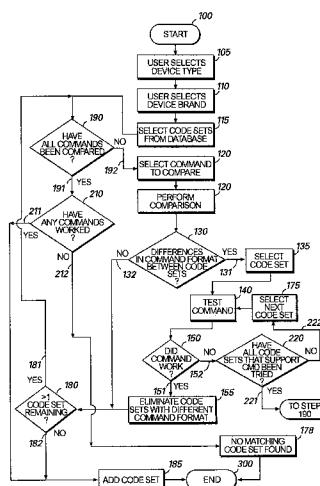 100
START
105
USER SELECTS
DEVICE TYPE
110
USER SELECTS
DEVICE BRAND
115
SELECT CODE SETS
FROM DATABASE
190
HAVE
ALL COMMANDS
BEEN COMPARED
?
NO
192
YES
191
120
SELECT COMMAND
TO COMPARE
120
PERFORM
COMPARISON
210
211
YES
HAVE
ANY COMMANDS
WORKED
?
NO
212
130
DIFFERENCES
IN COMMAND FORMAT
BETWEEN CODE
SETS
?
NO
132
YES
131
135
SELECT
CODE SET
140
TEST
COMMAND
175
SELECT
NEXT
CODE SET
222
150
DID
COMMAND
WORK
?
NO
152
YES
151
220
HAVE
ALL CODE
SETS THAT SUPPORT
CMD BEEN
TRIED
?
NO
YES
221
TO STEP
190
155
ELIMINATE CODE
SETS WITH DIFFERENT
COMMAND FORMAT
181
YES
180
>1
CODE SET
REMAINING
?
182
NO
178
NO MATCHING
CODE SET FOUND
185
ADD CODE SET
300
END